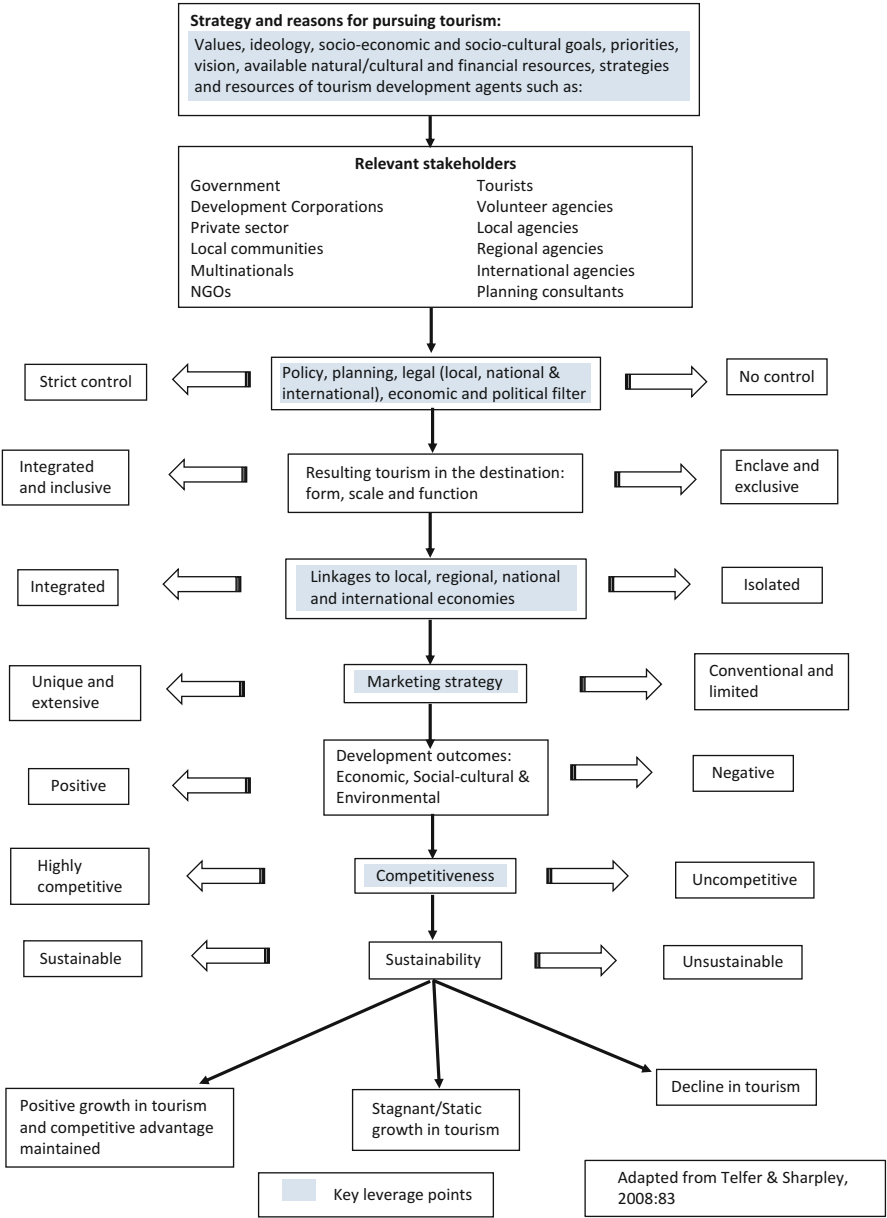 Strategy and reasons for pursuing tourism:
Values, ideology, socio-economic and socio-cultural goals, priorities,
vision, available natural/cultural and financial resources, strategies
and resources of tourism development agents such as:
Relevant stakeholders
Government
Development Corporations
Private sector
Local communities
Multinationals
NGOs
Tourists
Volunteer agencies
Local agencies
Regional agencies
International agencies
Planning consultants
Strict control
Policy, planning, legal (local, national &
international), economic and political filter
No control
Integrated
and inclusive
Resulting tourism in the destination:
form, scale and function
Enclave and
exclusive
Integrated
Linkages to local, regional, national
and international economies
Isolated
Unique and
extensive
Marketing strategy
Conventional and
limited
Positive
Development outcomes:
Economic, Social-cultural &
Environmental
Negative
Highly
competitive
Competitiveness
Uncompetitive
Sustainable
Sustainability
Unsustainable
Positive growth in tourism
and competitive advantage
maintained
Stagnant/Static
growth in tourism
Decline in tourism
Key leverage points
Adapted from Telfer & Sharpley,
2008:83